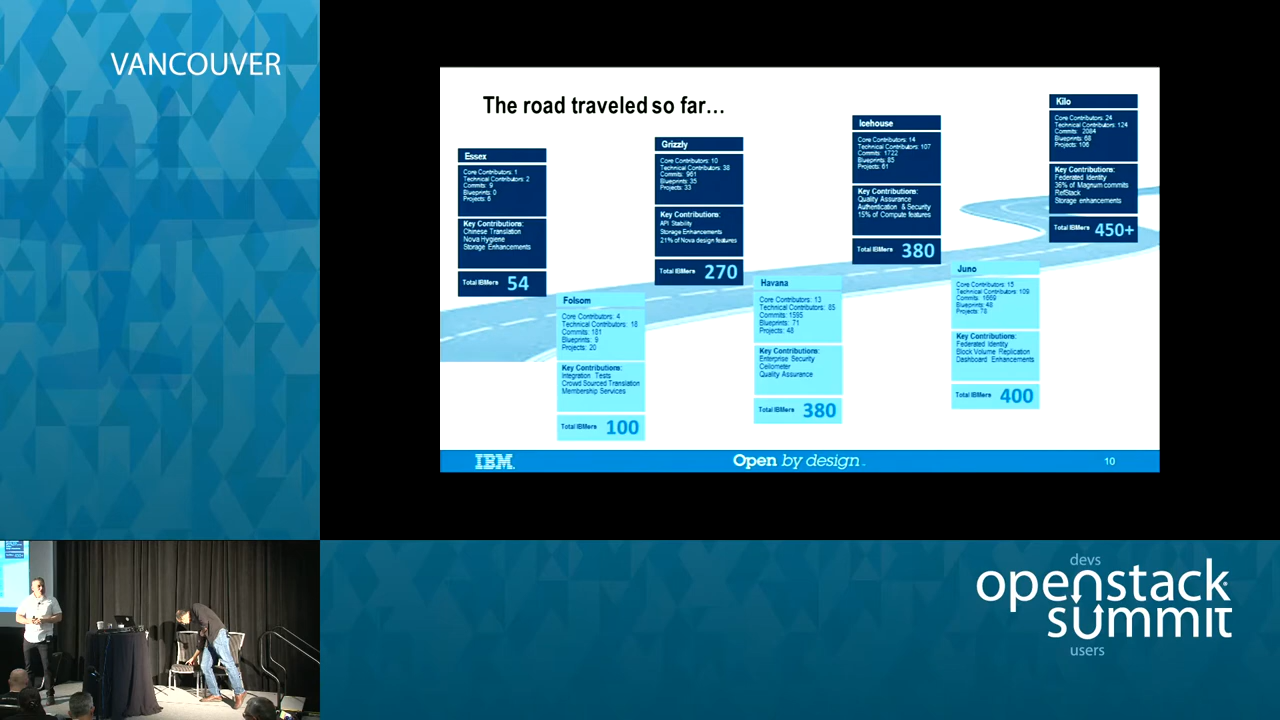 VANCOUVER
The road traveled so far…
Essex
Core Contributors: 1
Technical Contributors: 2
Commits: 9
Blueprints: 0
Projects: 6
Key Contributions:
Chinese Translation
Nova Hygiene
Storage Enhancements
Total IBMers 54
Folsom
Core Contributors: 4
Technical Contributors: 18
Commits: 181
Blueprints: 9
Projects: 20
Key Contributions:
Integration Tests
Crowd Sourced Translation
Membership Services
Total IBMers 100
Grizzly
Core Contributors: 10
Technical Contributors: 38
Commits: 961
Blueprints: 35
Projects: 33
Key Contributions:
API Stability
Storage Enhancements
21% of Nova design features
Total IBMers 270
Havana
Core Contributors: 13
Technical Contributors: 85
Commits: 1595
Blueprints: 71
Projects: 48
Key Contributions:
Enterprise Security
Ceilometer
Quality Assurance
Total IBMers 380
Icehouse
Core Contributors: 14
Technical Contributors: 107
Commits: 1722
Blueprints: 85
Projects: 61
Key Contributions:
Quality Assurance
Authentication & Security
15% of Compute features
Total IBMers 380
Juno
Core Contributors: 15
Technical Contributors: 109
Commits: 1669
Blueprints: 48
Projects: 78
Key Contributions:
Federated Identity
Block Volume Replication
Dashboard Enhancements
Total IBMers 400
Kilo
Core Contributors: 24
Technical Contributors: 124
Commits 2084
Blueprints: 68
Projects: 106
Key Contributions:
Federated Identity
36% of Magnum commits
RefStack
Storage enhancements
Total IBMers 450+
IBM
Open by design
10
devs
openstack
summit
users